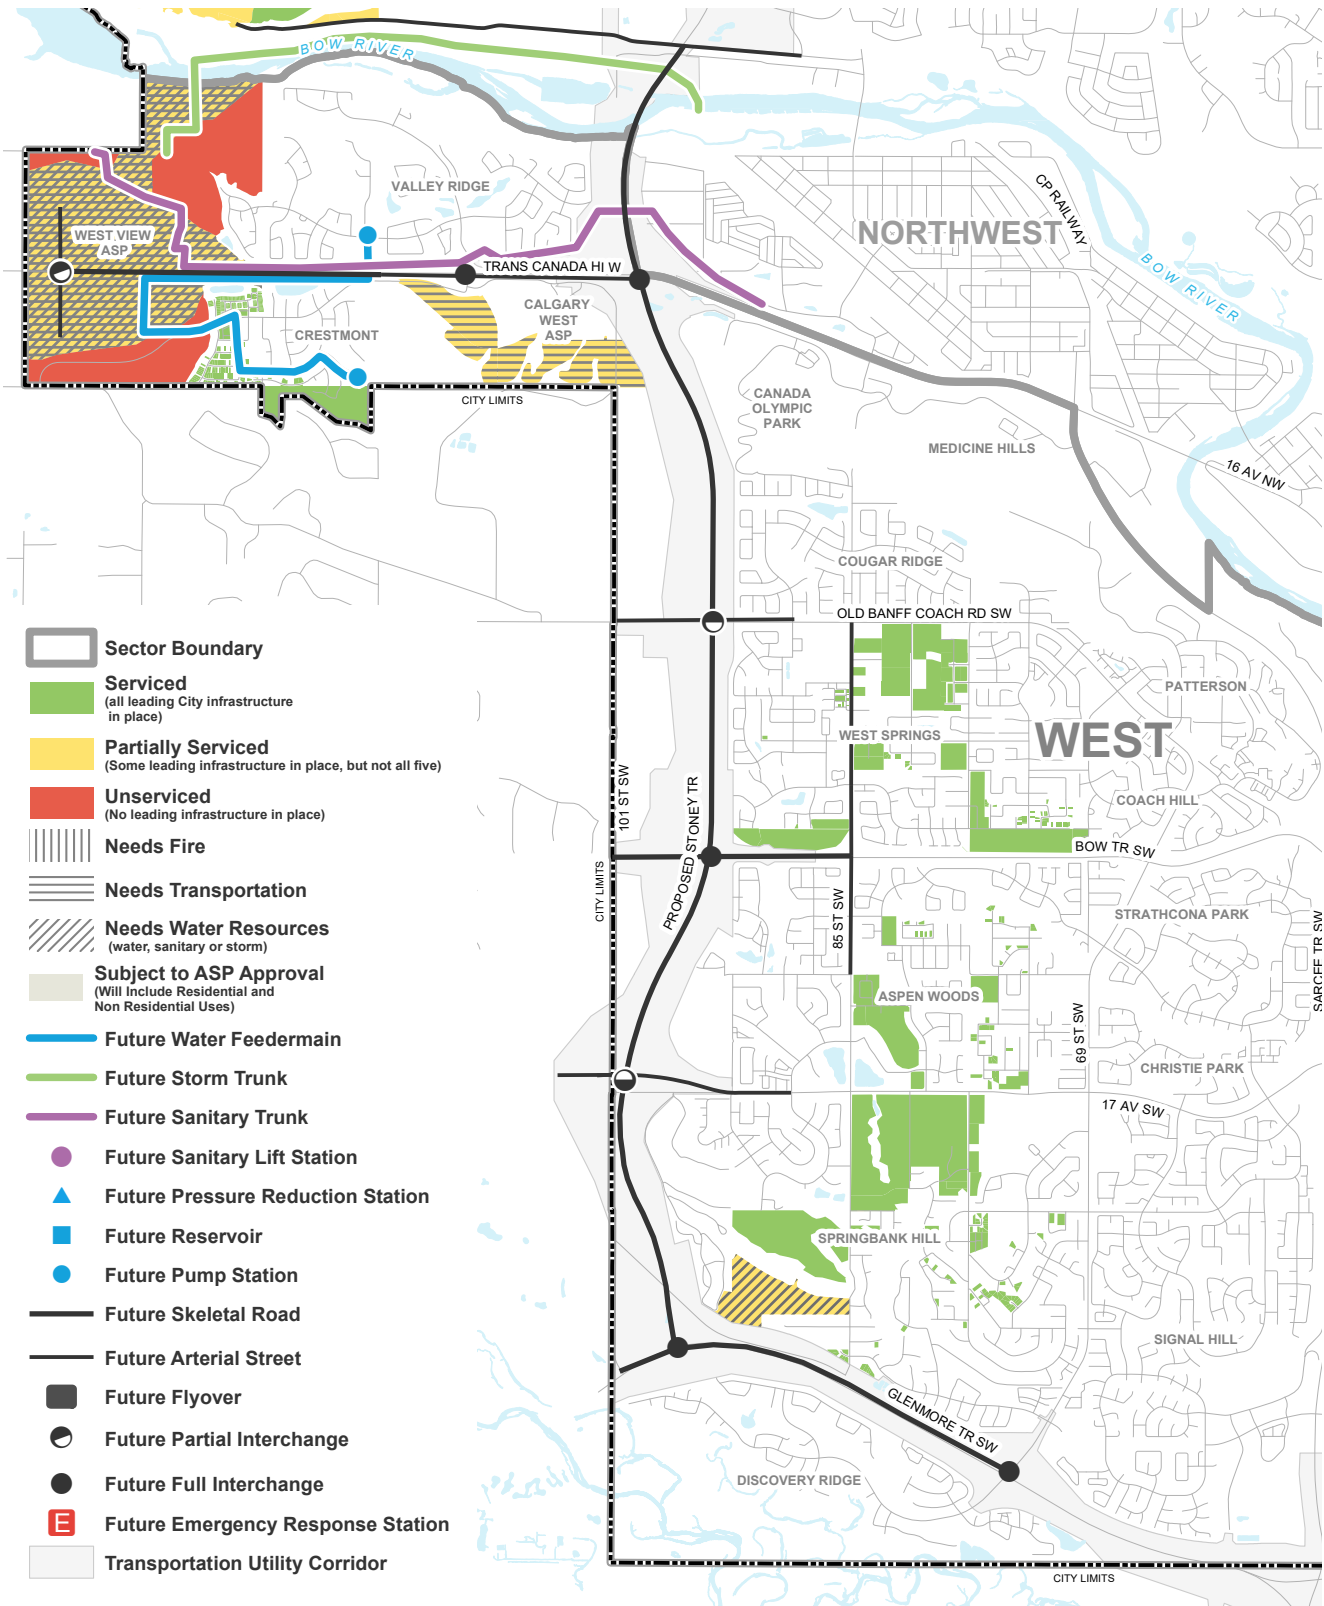 BOW RIVER
VALLEY RIDGE
CP RAILWAY
NORTHWEST
WEST VIEW
ASP
BOW RIVER
TRANS CANADA HI W
CALGARY
WEST
ASP
CRESTMONT
CITY LIMITS
CANADA
OLYMPIC
PARK
MEDICINE HILLS
16 AV NW
COUGAR RIDGE
OLD BANFF COACH RD SW
PATTERSON
WEST SPRINGS
WEST
101 ST SW
PROPOSED STONEY TR
COACH HILL
BOW TR SW
CITY LIMITS
85 ST SW
STRATHCONA PARK
SARCEE TR SW
ASPEN WOODS
69 ST SW
CHRISTIE PARK
17 AV SW
SPRINGBANK HILL
SIGNAL HILL
GLENMORE TR SW
DISCOVERY RIDGE
CITY LIMITS
Sector Boundary
Serviced
(all leading City infrastructure
in place)
Partially Serviced
(Some leading infrastructure in place, but not all five)
Unserviced
(No leading infrastructure in place)
Needs Fire
Needs Transportation
Needs Water Resources
(water, sanitary or storm)
Subject to ASP Approval
(Will Include Residential and
Non Residential Uses)
Future Water Feedermain
Future Storm Trunk
Future Sanitary Trunk
Future Sanitary Lift Station
Future Pressure Reduction Station
Future Reservoir
Future Pump Station
Future Skeletal Road
Future Arterial Street
Future Flyover
Future Partial Interchange
Future Full Interchange
E
Future Emergency Response Station
Transportation Utility Corridor